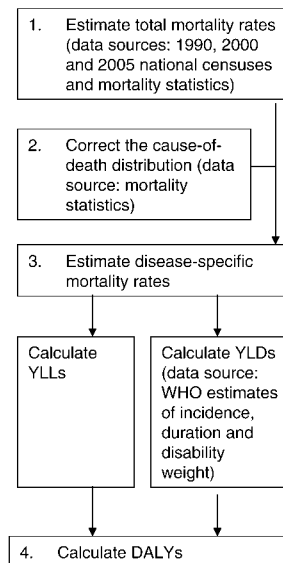 1. Estimate total mortality rates
(data sources: 1990, 2000
and 2005 national censuses
and mortality statistics)
2. Correct the cause-of-
death distribution (data
source: mortality
statistics)
3. Estimate disease-specific
mortality rates
Calculate
YLLs
Calculate YLDs
(data source:
WHO estimates
of incidence,
duration and
disability
weight)
4. Calculate DALYs